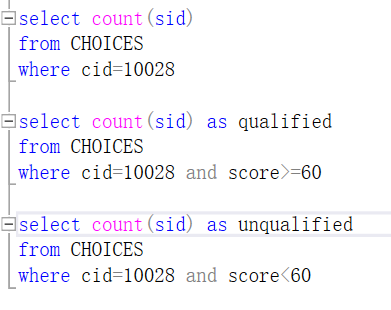 select count(sid)
from CHOICES
where cid=10028
select count(sid) as qualified
from CHOICES
where cid=10028 and score>=60
select count(sid) as unqualified
from CHOICES
where cid=10028 and score<60